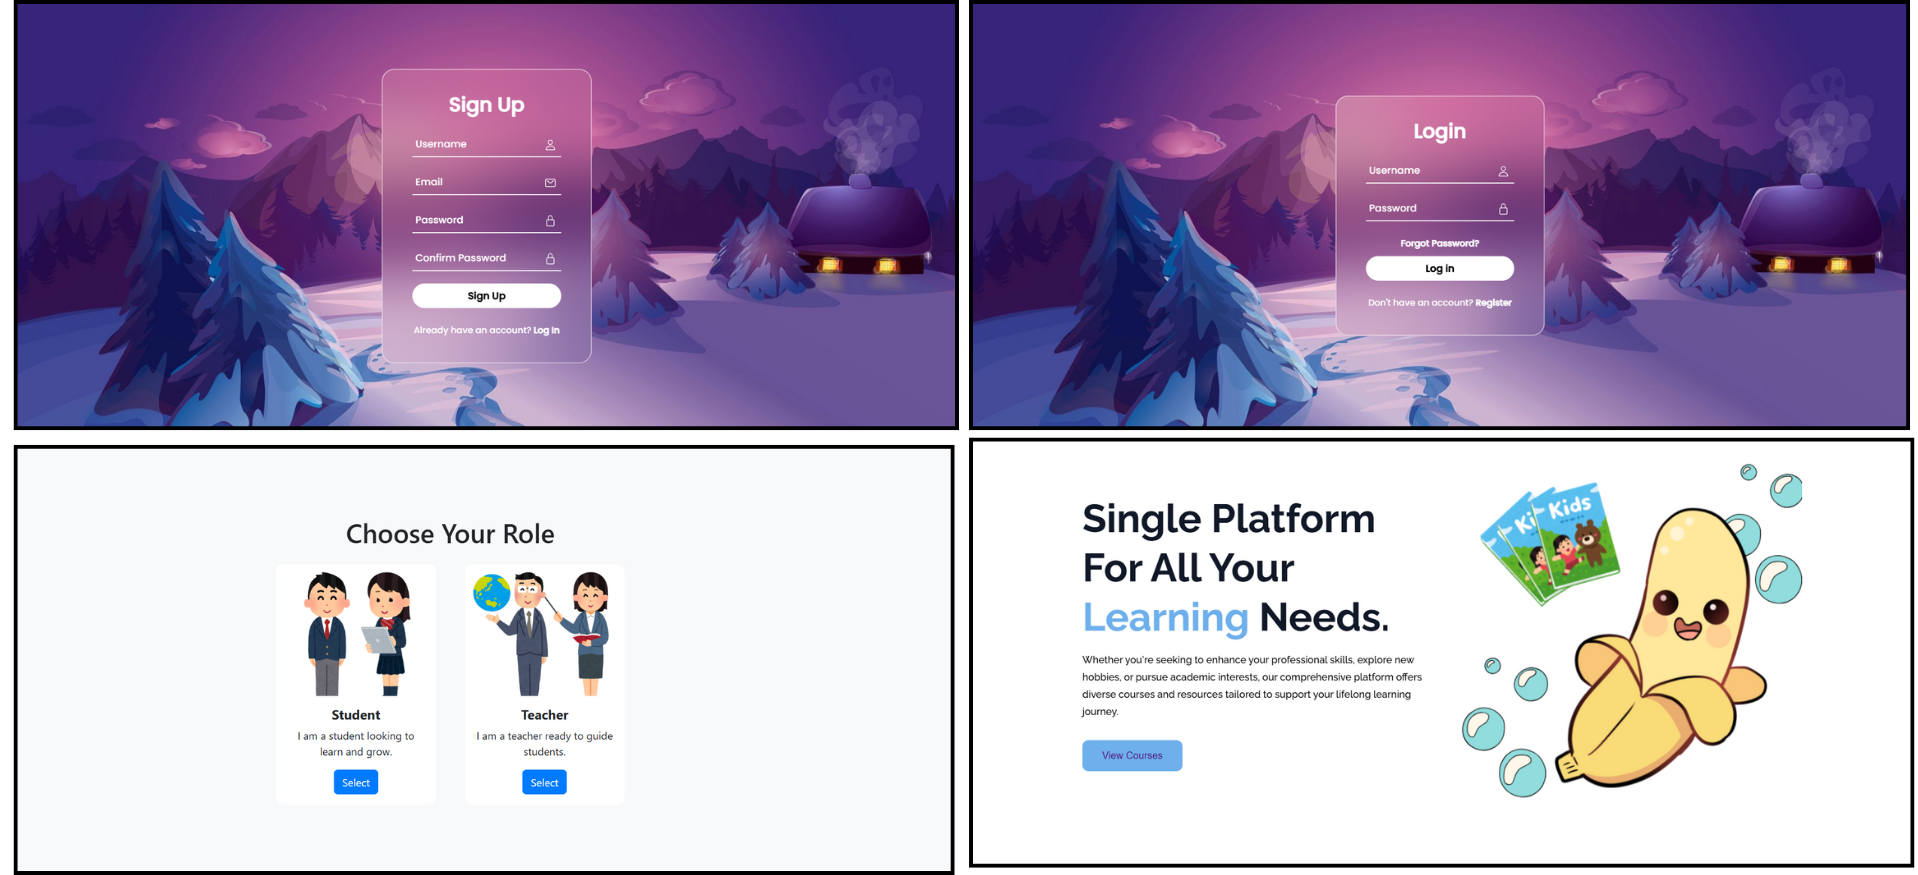 Sign Up
Username
Email
Password
Confirm Password
Sign Up
Already have an account? Log In
Login
Username
Password
Forgot Password?
Log in
Don't have an account? Register
Choose Your Role
Student
I am a student looking to
learn and grow.
Select
Teacher
I am a teacher ready to guide
students.
Select
Single Platform
For All Your
Learning Needs.
Whether you're seeking to enhance your professional skills, explore new
hobbies, or pursue academic interests, our comprehensive platform offers
diverse courses and resources tailored to support your lifelong learning
journey.
View Courses
Ki
Kids